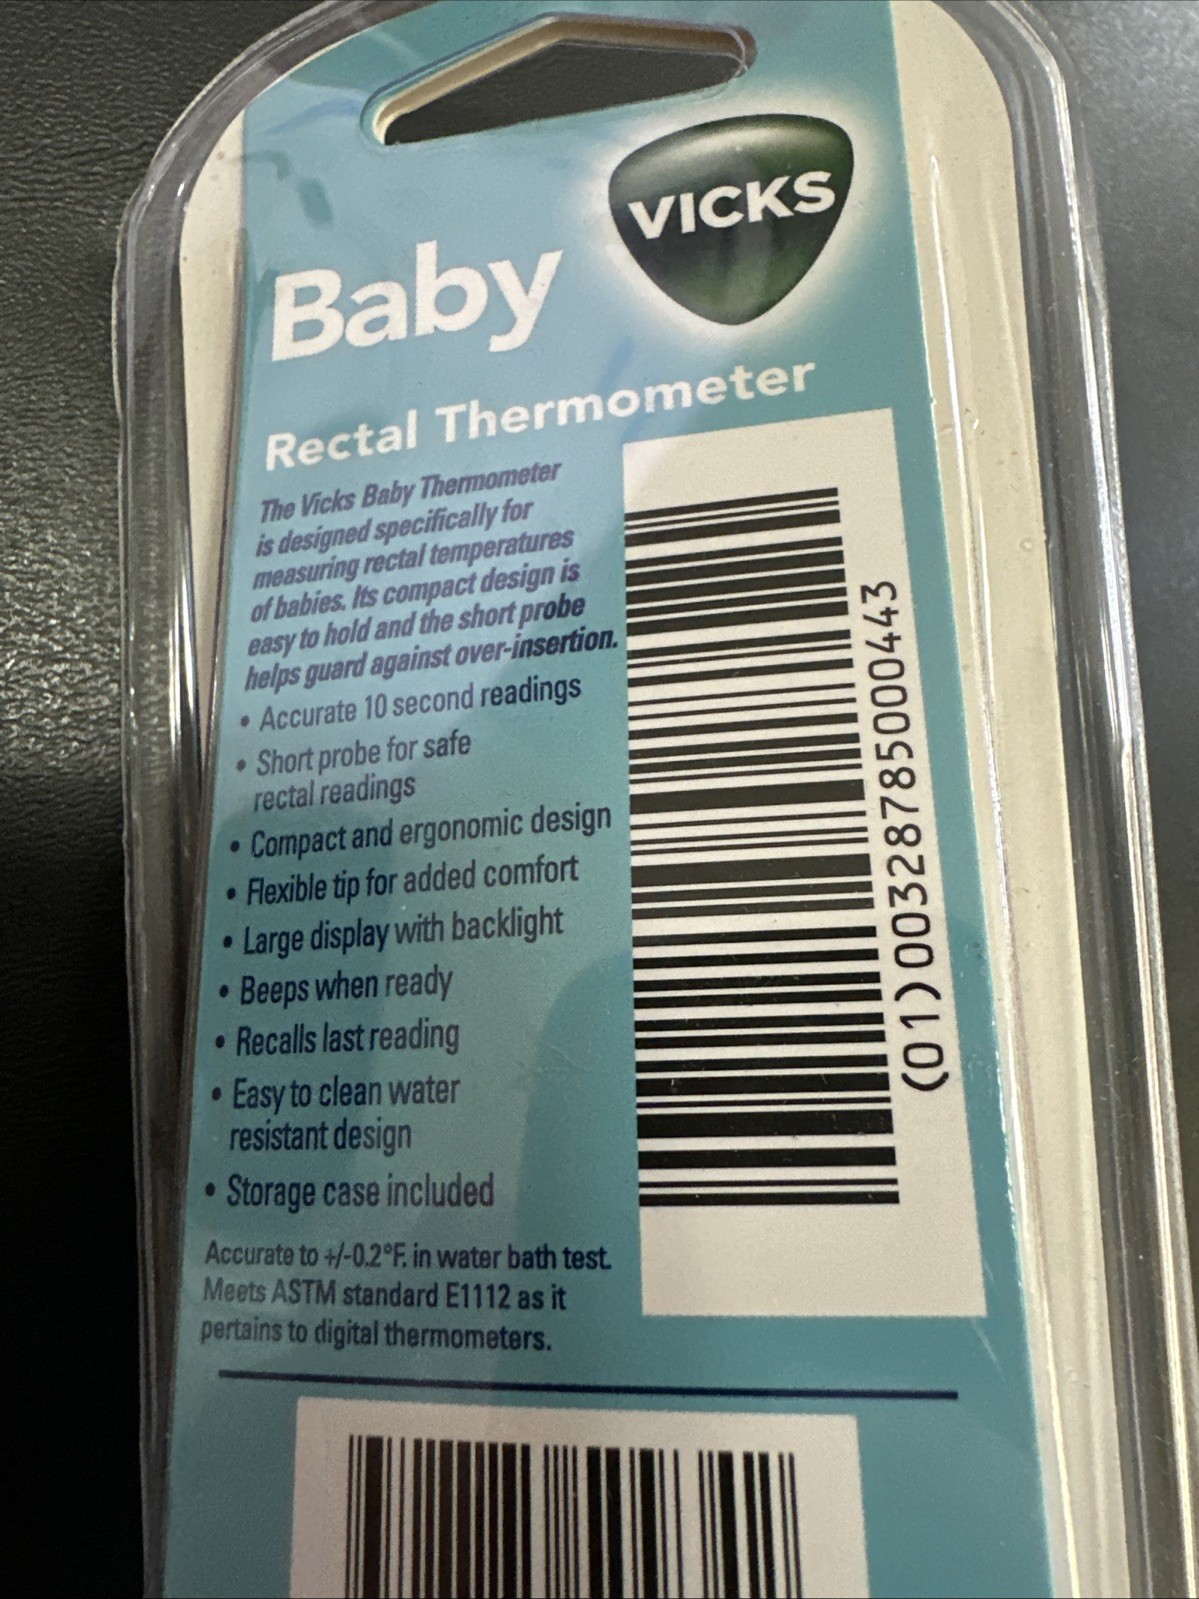 VICKS
Baby
Rectal Thermometer
The Vicks Baby Thermometer
is designed specifically for
measuring rectal temperatures
of babies. Its compact design is
easy to hold and the short probe
helps guard against over-insertion.
• Accurate 10 second readings
• Short probe for safe
rectal readings
• Compact and ergonomic design
• Flexible tip for added comfort
• Large display with backlight
• Beeps when ready
• Recalls last reading
• Easy to clean water
resistant design
• Storage case included
Accurate to +/-0.2°F. in water bath test.
Meets ASTM standard E1112 as it
pertains to digital thermometers.
(01)00328785000443